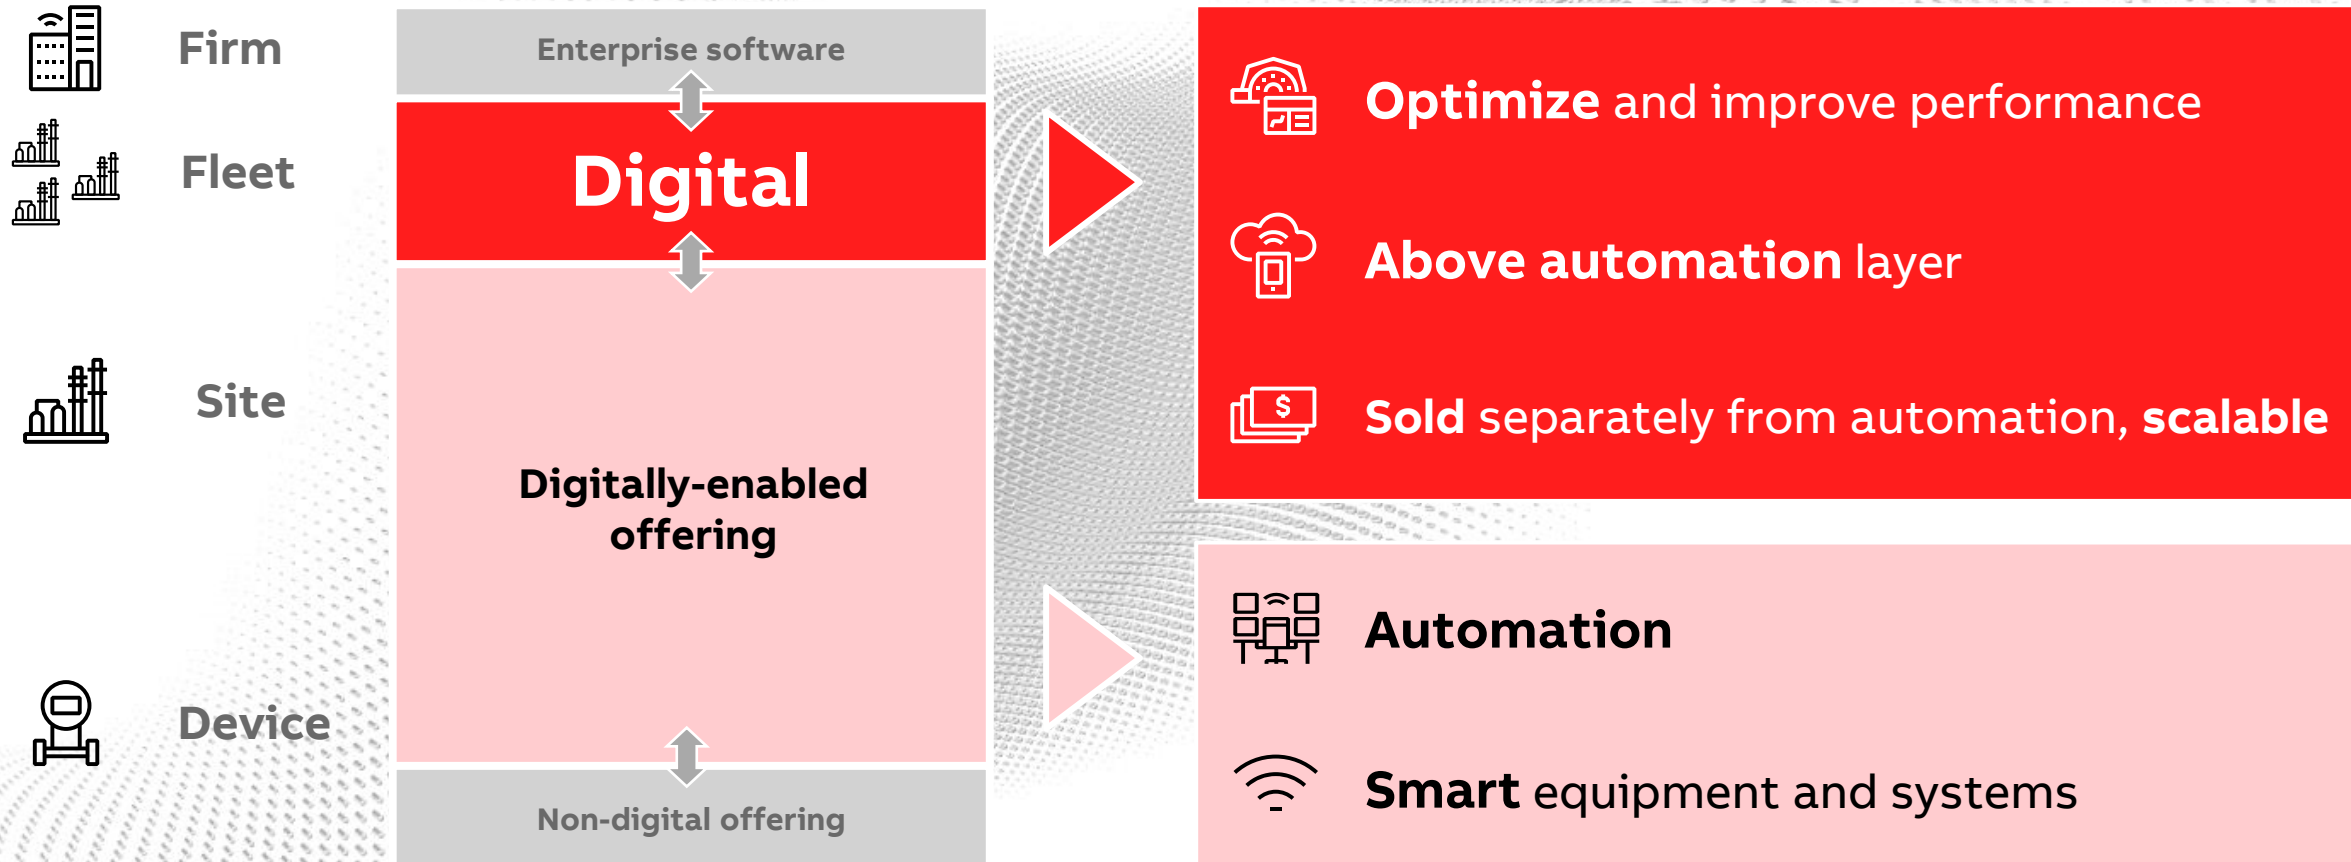 Firm
Fleet
Site
Device
Enterprise software
Digital
Digitally-enabled
offering
Non-digital offering
Optimize and improve performance
Above automation layer
$
Sold separately from automation, scalable
Automation
Smart equipment and systems